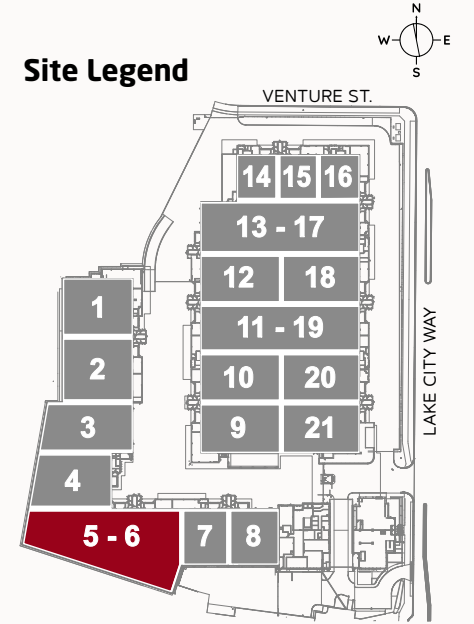 N
W E
S
Site Legend
VENTURE ST.
14 15 16
13 - 17
12 18
1
11 - 19
LAKE CITY WAY
2
10 20
3
9 21
4
5 - 6 7 8